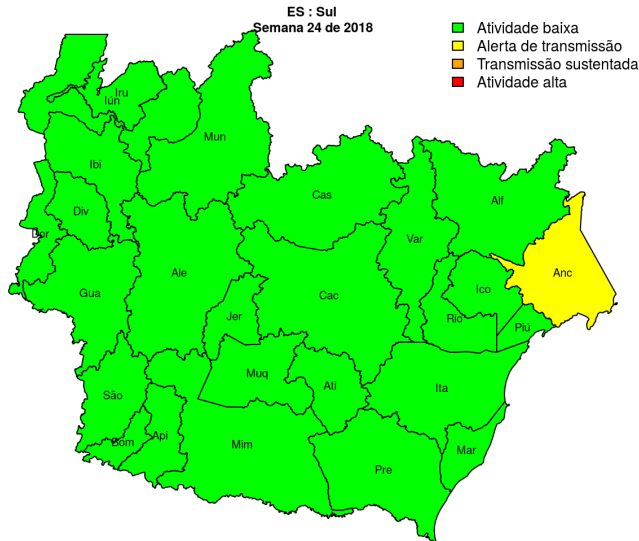 ES : Sul
Semana 24 de 2018
Atividade baixa
Alerta de transmissão
Transmissão sustentada
Atividade alta
Iru
Iún
Mun
Ibi
Cas
Alf
Div
Dor
Var
Ale
Anc
Gua
Cac
Ico
Jer
Rio
Piú
Muq
Ati
Ita
São
Api
Bom
Mim
Mar
Pre